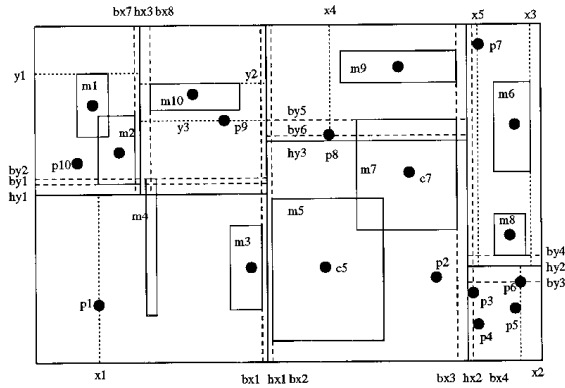 bx7 hx3 bx8 x4 x5 x3
p7
y1 y2
m9
m1 m10 m6
by5
m2 y3 p9 by6
p8
hy3
p10 m7
by2
by1 c7
hy1
m4 m5 m8
m3 by4
c5 p2 hy2
p6 by3
p1 p3
p5
p4
x1 bx1 hx1 bx2 bx3 hx2 bx4 x2